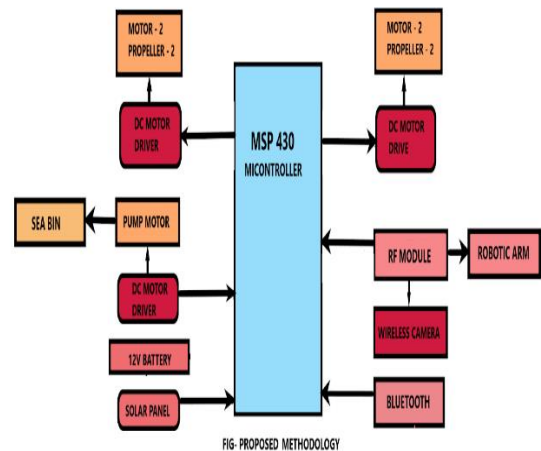 MOTOR - 2
PROPELLER - 2
MOTOR - 2
PROPELLER - 2
DC MOTOR
DRIVER
MSP 430
MICONTROLLER
DC MOTOR
DRIVE
SEA BIN
PUMP MOTOR
RF MODULE
ROBOTIC ARM
DC MOTOR
DRIVER
WIRELESS CAMERA
12V BATTERY
SOLAR PANEL
BLUETOOTH
FIG- PROPOSED METHODOLOGY